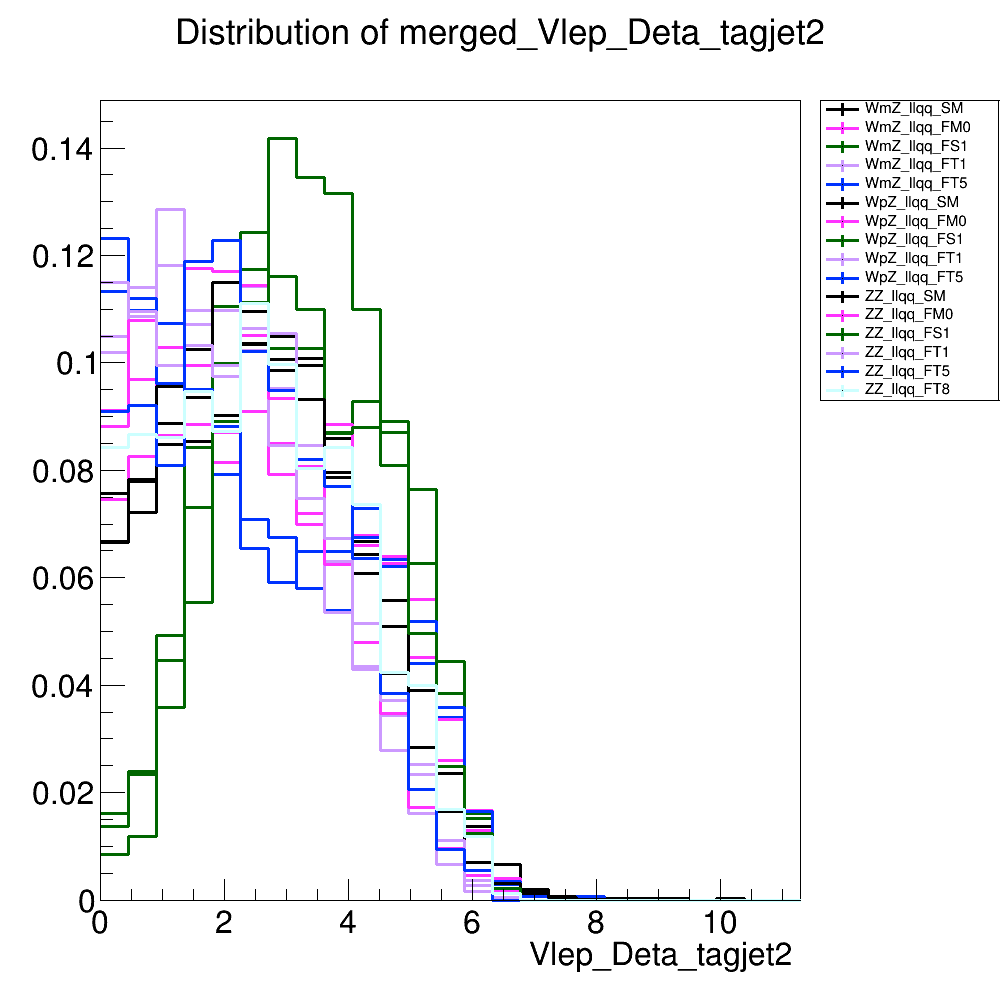 Distribution of merged_Vlep_Deta_tagjet2
WmZ_llqq_SM
WmZ_llqq_FM0
WmZ_llqq_FS1
WmZ_llqq_FT1
WmZ_llqq_FT5
WpZ_llqq_SM
WpZ_llqq_FM0
WpZ_llqq_FS1
WpZ_llqq_FT1
WpZ_llqq_FT5
ZZ_llqq_SM
ZZ_llqq_FM0
ZZ_llqq_FS1
ZZ_llqq_FT1
ZZ_llqq_FT5
ZZ_llqq_FT8
0.14
0.12
0.1
0.08
0.06
0.04
0.02
0
0 2 4 6 8 10
Vlep_Deta_tagjet2